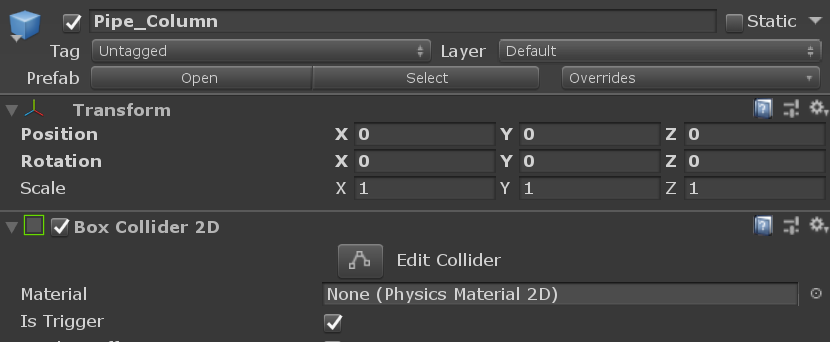 Pipe_Column Static
Tag Untagged Layer Default
Prefab Open Select Overrides
Transform
Position X 0 Y 0 Z 0
Rotation X 0 Y 0 Z 0
Scale X 1 Y 1 Z 1
Box Collider 2D
Edit Collider
Material None (Physics Material 2D)
Is Trigger